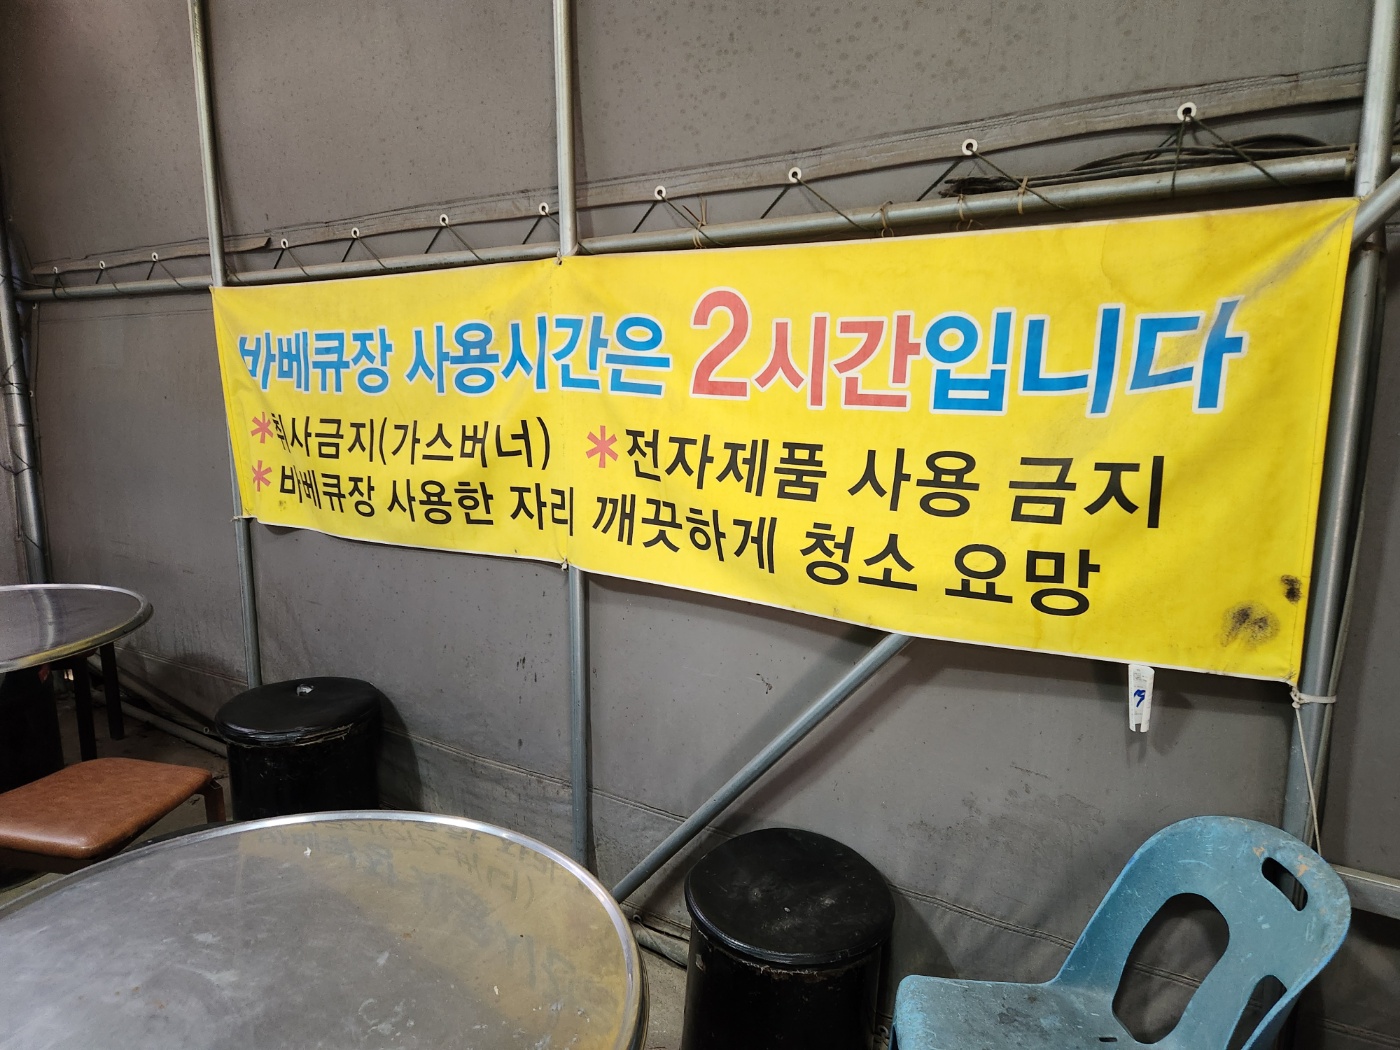 바베큐장 사용시간은 2시간입니다
*취사금지(가스버너) *전자제품 사용 금지
* 바베큐장 사용한 자리 깨끗하게 청소 요망